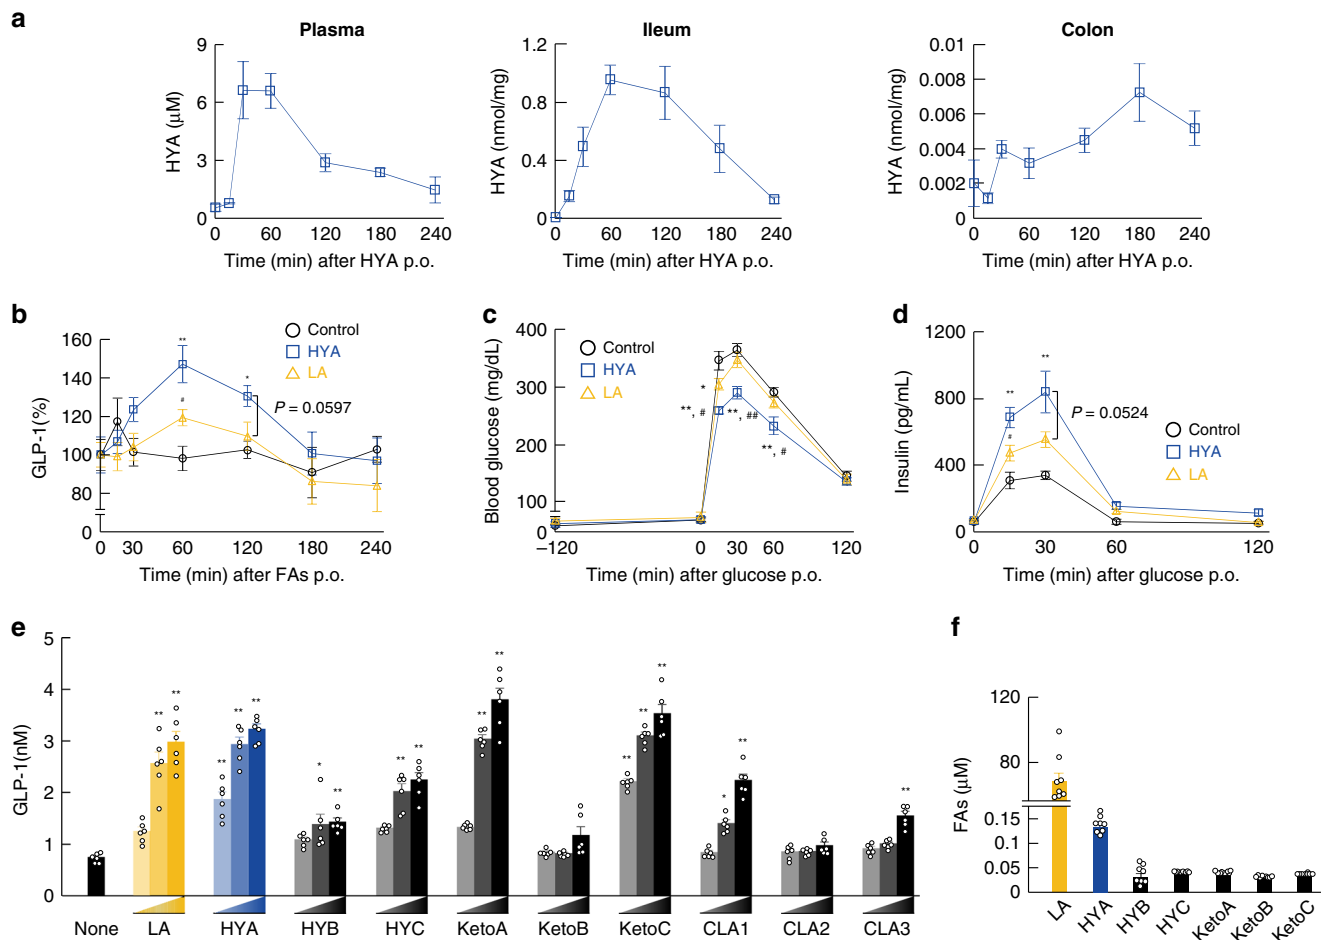 a
Plasma
Ileum
Colon
9
6
3
0
HYA (μM)
0 30 60 120 180 240
Time (min) after HYA p.o.
1.2
0.8
0.4
0
HYA (nmol/mg)
0 30 60 120 180 240
Time (min) after HYA p.o.
0.01
0.008
0.006
0.004
0.002
0
HYA (nmol/mg)
0 30 60 120 180 240
Time (min) after HYA p.o.
b
160
140
120
100
80
0
GLP-1(%)
Control
HYA
LA
**
*
#
P = 0.0597
0 30 60 120 180 240
Time (min) after FAs p.o.
c
400
300
200
100
0
Blood glucose (mg/dL)
Control
HYA
LA
*
**, #
**, ##
**, #
−120 0 30 60 120
Time (min) after glucose p.o.
d
1200
800
400
0
Insulin (pg/mL)
**
**
#
P = 0.0524
Control
HYA
LA
0 30 60 120
Time (min) after glucose p.o.
e
5
4
3
2
1
0
GLP-1(nM)
** **
** ** **
* **
** **
** **
** ** **
* **
**
None LA HYA HYB HYC KetoA KetoB KetoC CLA1 CLA2 CLA3
f
120
80
0.15
0.1
0.05
0
FAs (μM)
LA HYA HYB HYC KetoA KetoB KetoC